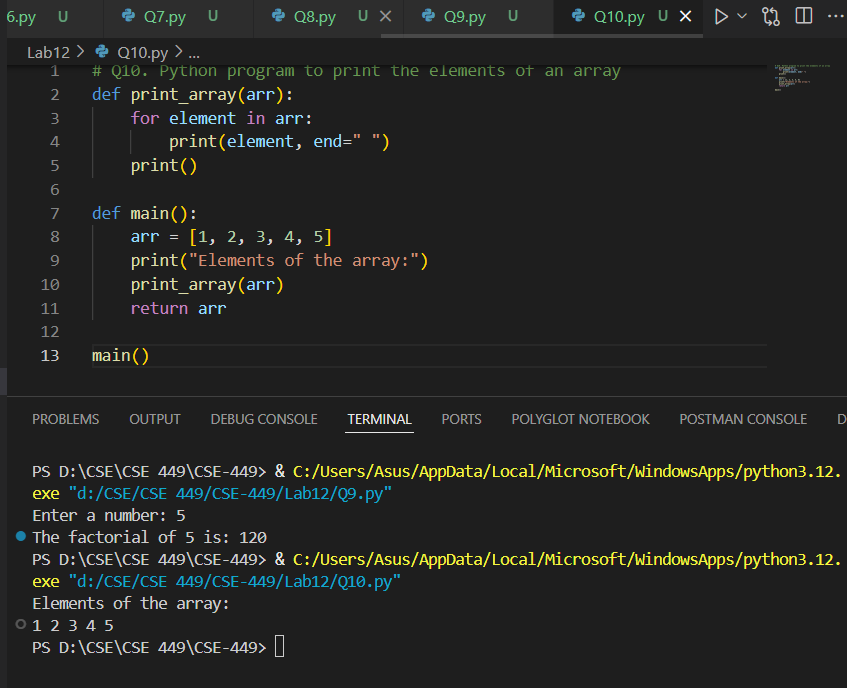 6.py U Q7.py U Q8.py U Q9.py U Q10.py U
Lab12 > Q10.py > ...
1 # Q10. Python program to print the elements of an array
2 def print_array(arr):
3 for element in arr:
4 print(element, end=" ")
5 print()
6
7 def main():
8 arr = [1, 2, 3, 4, 5]
9 print("Elements of the array:")
10 print_array(arr)
11 return arr
12
13 main()
PROBLEMS OUTPUT DEBUG CONSOLE TERMINAL PORTS POLYGLOT NOTEBOOK POSTMAN CONSOLE D
PS D:\CSE\CSE 449\CSE-449> & C:/Users/Asus/AppData/Local/Microsoft/WindowsApps/python3.12.
exe "d:/CSE/CSE 449/CSE-449/Lab12/Q9.py"
Enter a number: 5
The factorial of 5 is: 120
PS D:\CSE\CSE 449\CSE-449> & C:/Users/Asus/AppData/Local/Microsoft/WindowsApps/python3.12.
exe "d:/CSE/CSE 449/CSE-449/Lab12/Q10.py"
Elements of the array:
1 2 3 4 5
PS D:\CSE\CSE 449\CSE-449>